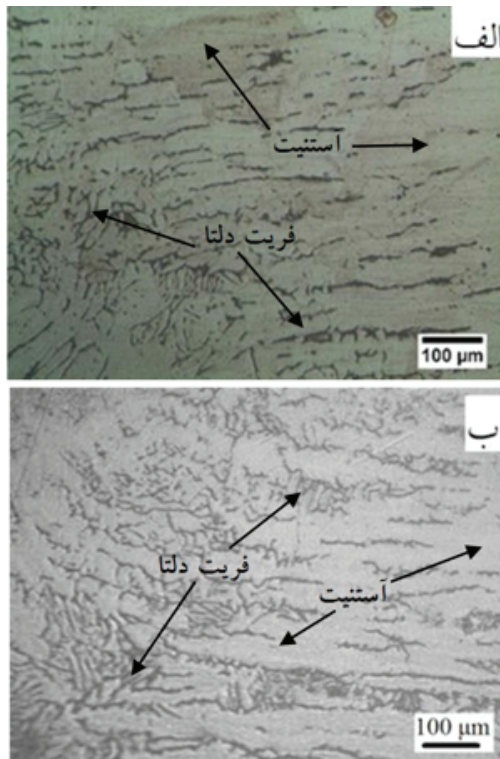 الف
آستنیت
فریت دلتا
100 µm
ب
فریت دلتا
آستنیت
100 µm